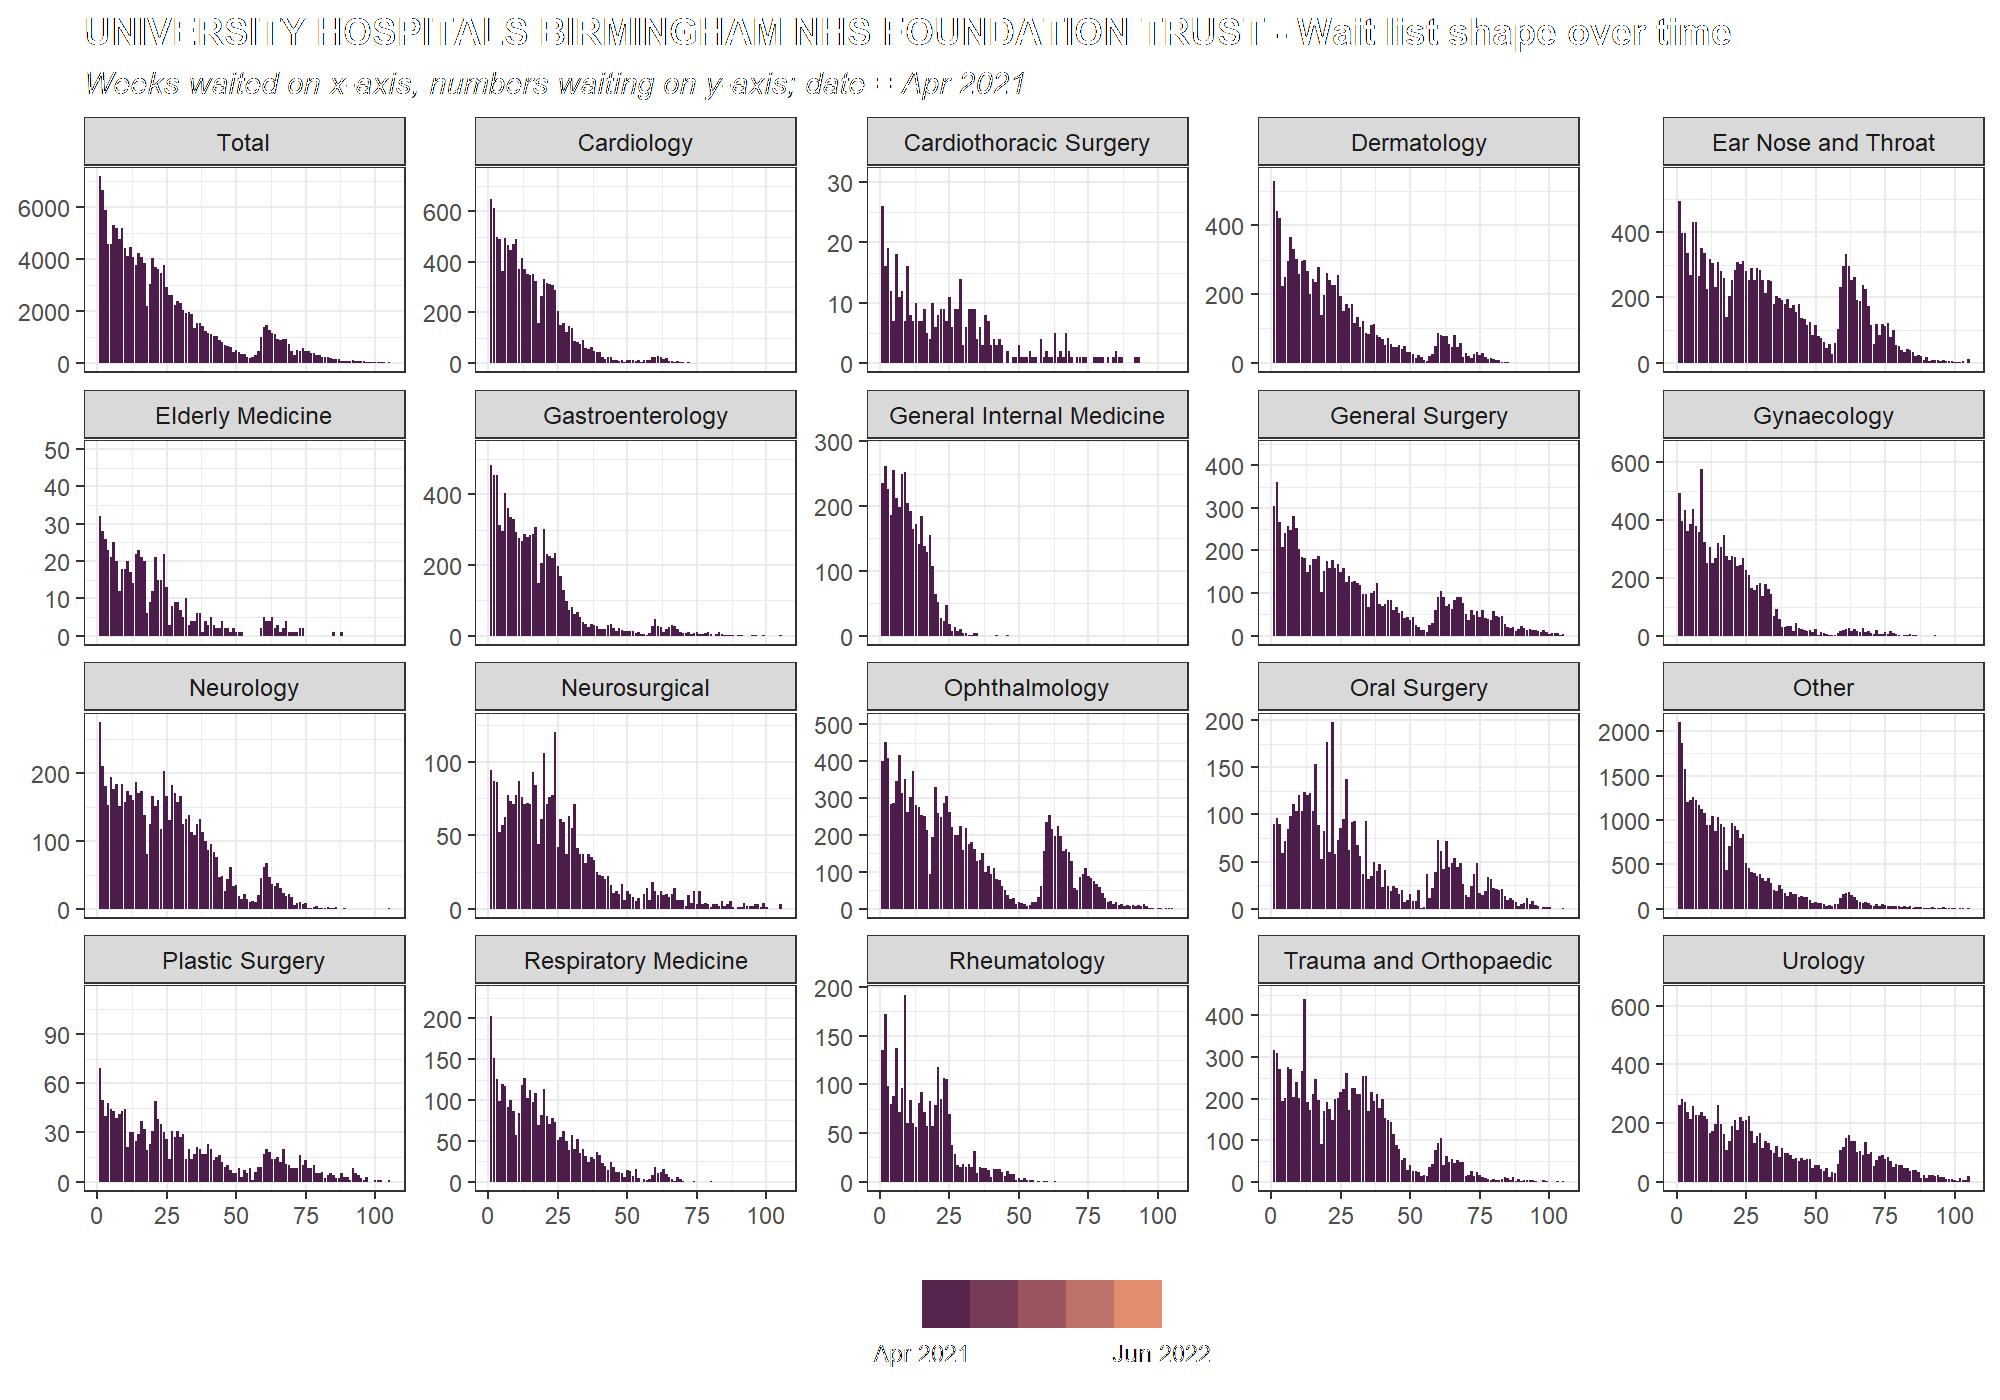 UNIVERSITY HOSPITALS BIRMINGHAM NHS FOUNDATION TRUST - Wait list shape over time
Weeks waited on x-axis, numbers waiting on y-axis; date = Apr 2021
Total Cardiology Cardiothoracic Surgery Dermatology Ear Nose and Throat
6000 4000 2000 0
600 400 200 0
30 20 10 0
400 200 0
400 200 0
Elderly Medicine Gastroenterology General Internal Medicine General Surgery Gynaecology
50 40 30 20 10 0
400 200 0
300 200 100 0
400 300 200 100 0
600 400 200 0
Neurology Neurosurgical Ophthalmology Oral Surgery Other
200 100 0
100 50 0
500 400 300 200 100 0
200 150 100 50 0
2000 1500 1000 500 0
Plastic Surgery Respiratory Medicine Rheumatology Trauma and Orthopaedic Urology
90 60 30 0
200 150 100 50 0
200 150 100 50 0
400 300 200 100 0
600 400 200 0
0 25 50 75 100 0 25 50 75 100 0 25 50 75 100 0 25 50 75 100 0 25 50 75 100
Apr 2021 Jun 2022